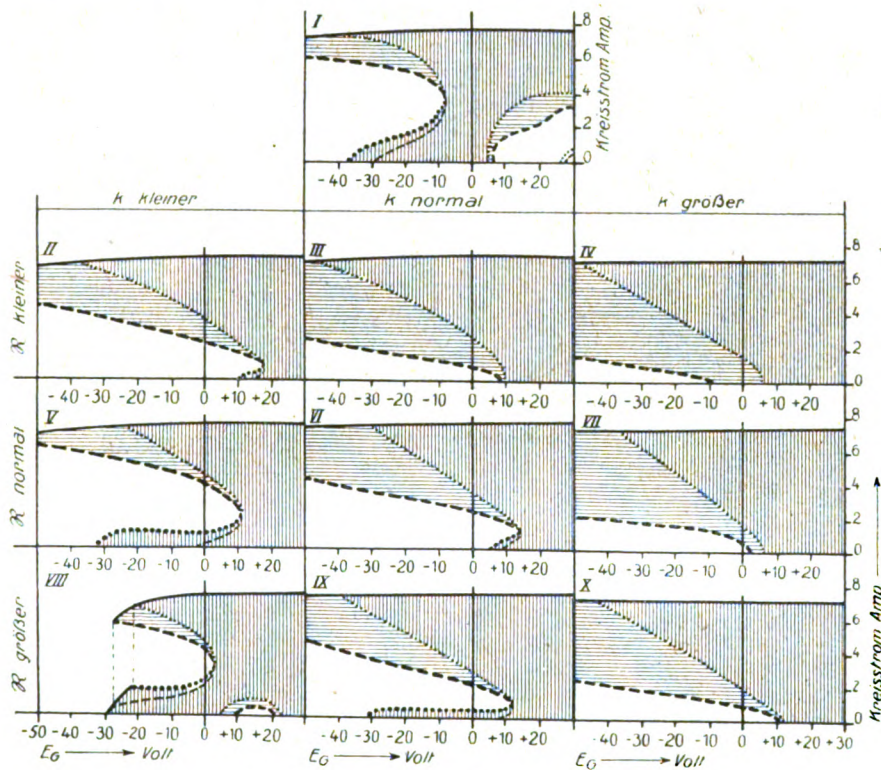 I
8
6
4
2
0
Kreisstrom Amp.
-40 -30 -20 -10 0 +10 +20
k kleiner k normal k größer
ℛ kleiner
II III IV
8
6
4
2
0
-40 -30 -20 -10 0 +10 +20 -40 -30 -20 -10 0 +10 +20 -40 -30 -20 -10 0 +10 +20
ℛ normal
V VI VII
8
6
4
2
0
-40 -30 -20 -10 0 +10 +20 -40 -30 -20 -10 0 +10 +20 -40 -30 -20 -10 0 +10 +20
ℛ größer
VIII IX X
8
6
4
2
0
Kreisstrom Amp.
-50 -40 -30 -20 -10 0 +10 +20 -40 -30 -20 -10 0 +10 +20 -40 -30 -20 -10 0 +10 +20 +30
E_G Volt E_G Volt